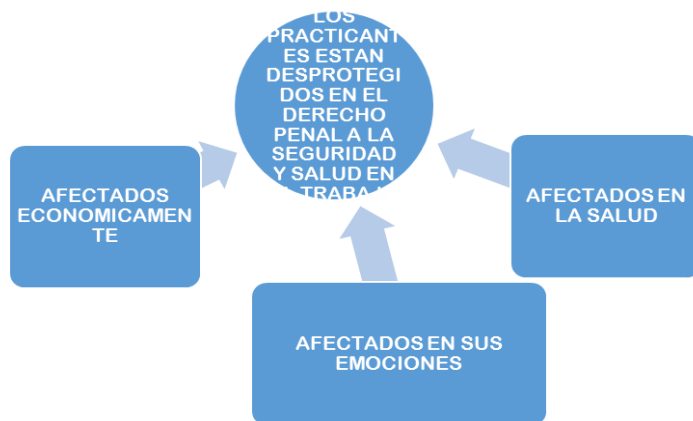 LOS
PRACTICANT
ES ESTAN
DESPROTEGI
DOS EN EL
DERECHO
PENAL A LA
SEGURIDAD
Y SALUD EN
L TRABAJ
AFECTADOS
ECONOMICAMEN
TE
AFECTADOS EN
LA SALUD
AFECTADOS EN SUS
EMOCIONES